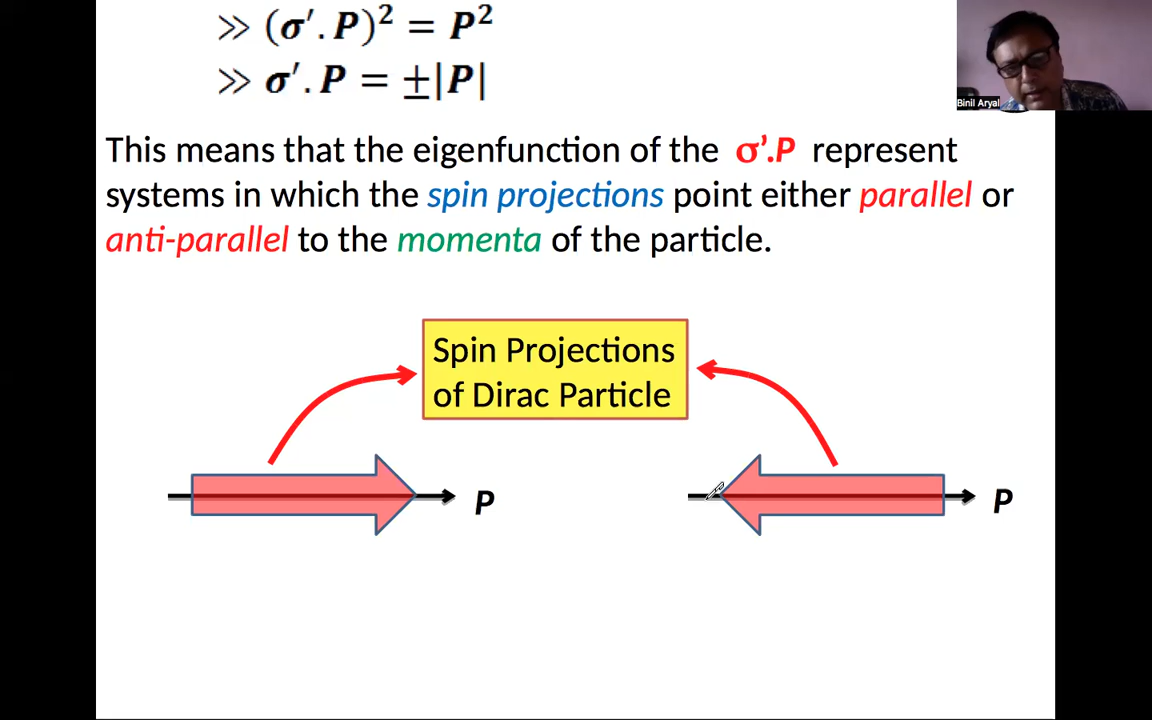 ≫ (σ′.P)² = P²
≫ σ′.P = ±|P|
Binil Aryal
This means that the eigenfunction of the σ’.P represent
systems in which the spin projections point either parallel or
anti-parallel to the momenta of the particle.
Spin Projections
of Dirac Particle
P
P